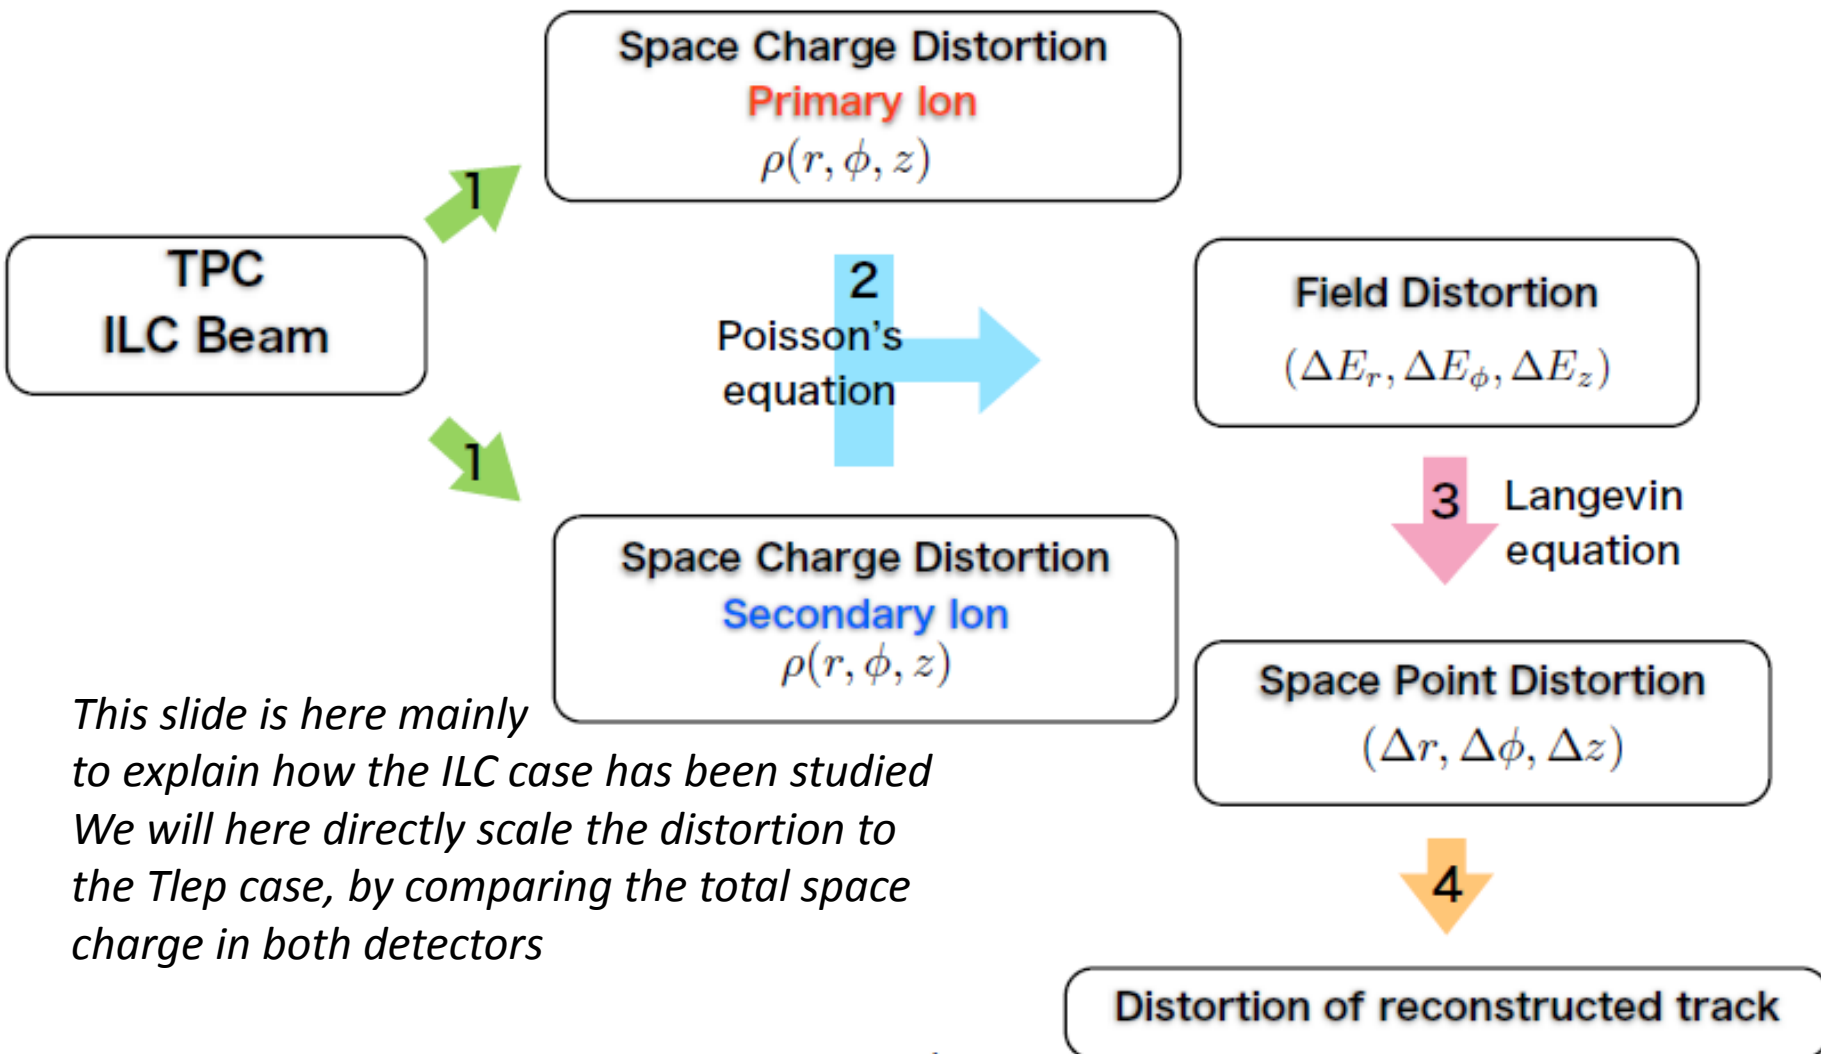 Space Charge Distortion
Primary Ion
ρ(r, ϕ, z)
1
TPC
ILC Beam
2
Poisson's
equation
Field Distortion
(ΔE_r, ΔE_ϕ, ΔE_z)
1
3
Langevin
equation
Space Charge Distortion
Secondary Ion
ρ(r, ϕ, z)
Space Point Distortion
(Δr, Δϕ, Δz)
This slide is here mainly
to explain how the ILC case has been studied
We will here directly scale the distortion to
the Tlep case, by comparing the total space
charge in both detectors
4
Distortion of reconstructed track